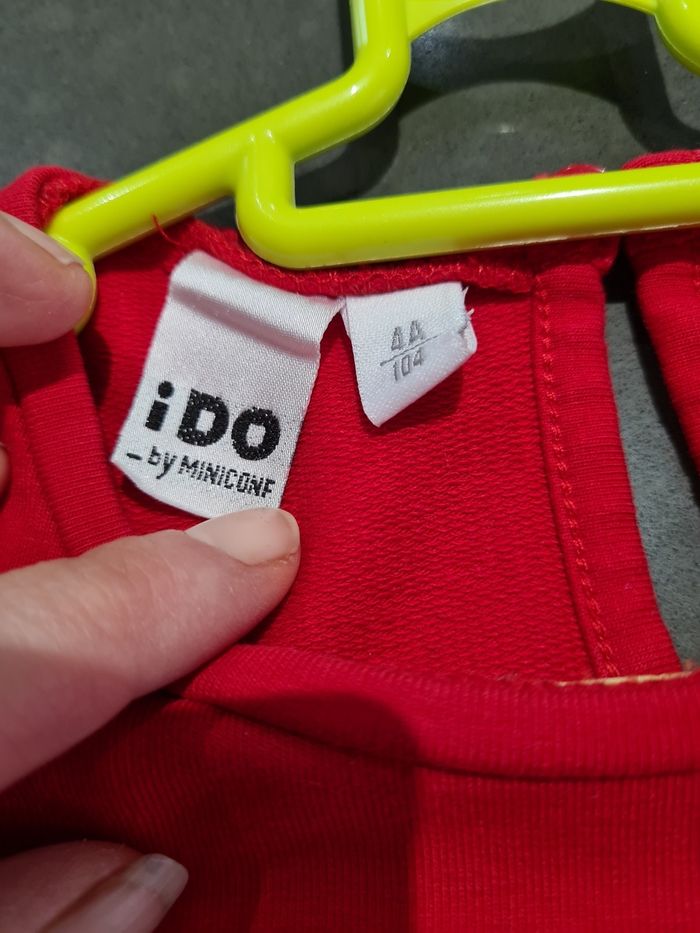 iDO
- by MINICONF
4A
104